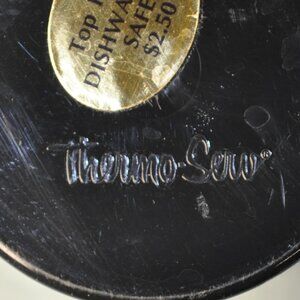 Top
DISHWA
SAFE
$2.50
Thermo-Serv®